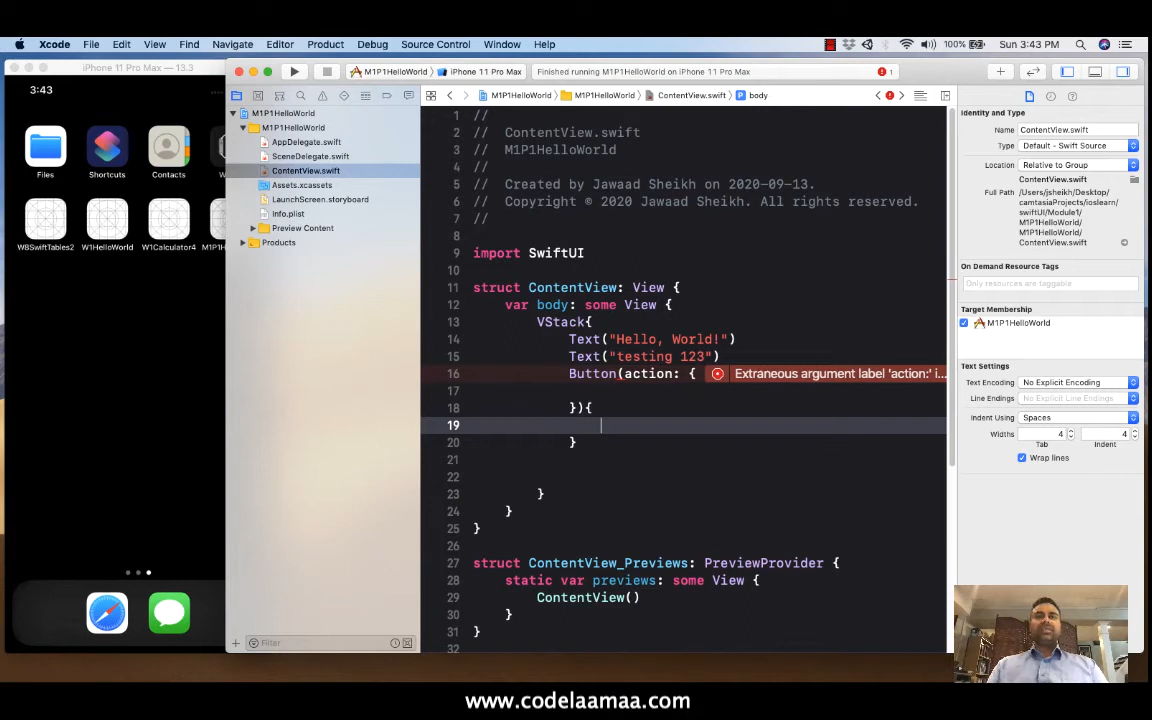 Xcode File Edit View Find Navigate Editor Product Debug Source Control Window Help
100% Sun 3:43 PM
iPhone 11 Pro Max — 13.3
3:43
Files
Shortcuts
Contacts
W8SwiftTables2
W1HelloWorld
W1Calculator4
M1P1H
M1P1HelloWorld iPhone 11 Pro Max
Finished running M1P1HelloWorld on iPhone 11 Pro Max
1
M1P1HelloWorld
M1P1HelloWorld
AppDelegate.swift
SceneDelegate.swift
ContentView.swift
Assets.xcassets
LaunchScreen.storyboard
Info.plist
Preview Content
Products
Filter
M1P1HelloWorld M1P1HelloWorld ContentView.swift body
1 //
2 // ContentView.swift
3 // M1P1HelloWorld
4 //
5 // Created by Jawaad Sheikh on 2020-09-13.
6 // Copyright © 2020 Jawaad Sheikh. All rights reserved.
7 //
8
9 import SwiftUI
10
11 struct ContentView: View {
12 var body: some View {
13 VStack{
14 Text("Hello, World!")
15 Text("testing 123")
16 Button(action: { Extraneous argument label 'action:' i...
17
18 }){
19
20 }
21
22
23 }
24 }
25 }
26
27 struct ContentView_Previews: PreviewProvider {
28 static var previews: some View {
29 ContentView()
30 }
31 }
32
Identity and Type
Name ContentView.swift
Type Default - Swift Source
Location Relative to Group
ContentView.swift
Full Path /Users/jsheikh/Desktop/
camtasiaProjects/ioslearn/
swiftUI/Module1/
M1P1HelloWorld/
M1P1HelloWorld/
ContentView.swift
On Demand Resource Tags
Only resources are taggable
Target Membership
M1P1HelloWorld
Text Settings
Text Encoding No Explicit Encoding
Line Endings No Explicit Line Endings
Indent Using Spaces
Widths 4 4
Tab Indent
Wrap lines
www.codelaamaa.com